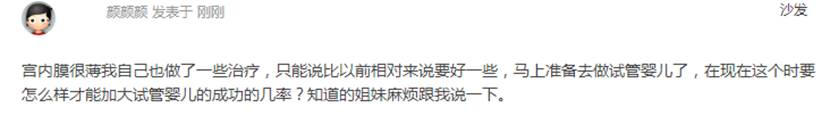 颜颜颜 发表于 刚刚 沙发
宫内膜很薄我自己也做了一些治疗，只能说比以前相对来说要好一些，马上准备去做试管婴儿了，在现在这个时要
怎么样才能加大试管婴儿的成功的几率？知道的姐妹麻烦跟我说一下。